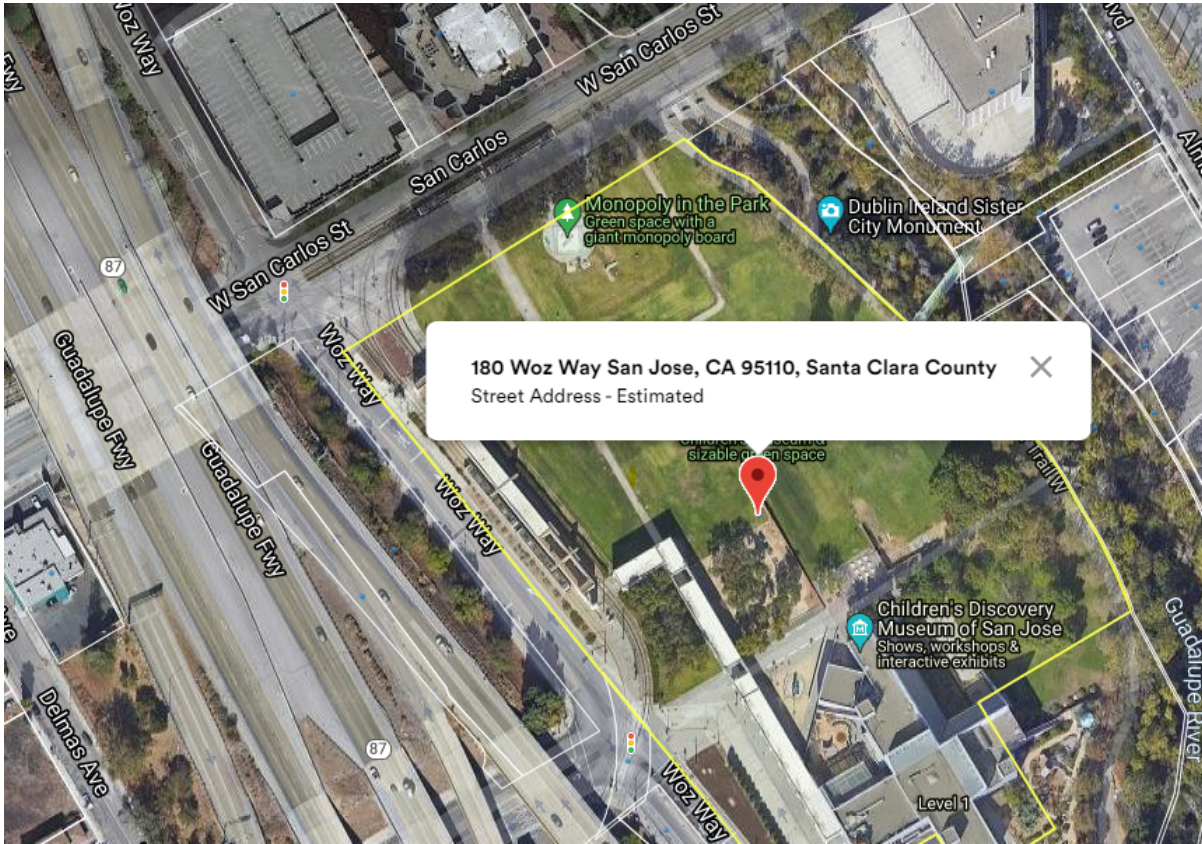 Woz Way
W San Carlos St
San Carlos
W San Carlos St
Monopoly in the Park
Green space with a
giant monopoly board
Dublin Ireland Sister
City Monument
87
Guadalupe Fwy
Guadalupe Fwy
Woz Way
180 Woz Way San Jose, CA 95110, Santa Clara County
Street Address - Estimated
sizable green space
Woz Way
Trail W
Children's Discovery
Museum of San Jose
Shows, workshops &
interactive exhibits
Guadalupe River
Delmas Ave
87
Woz Way
Level 1